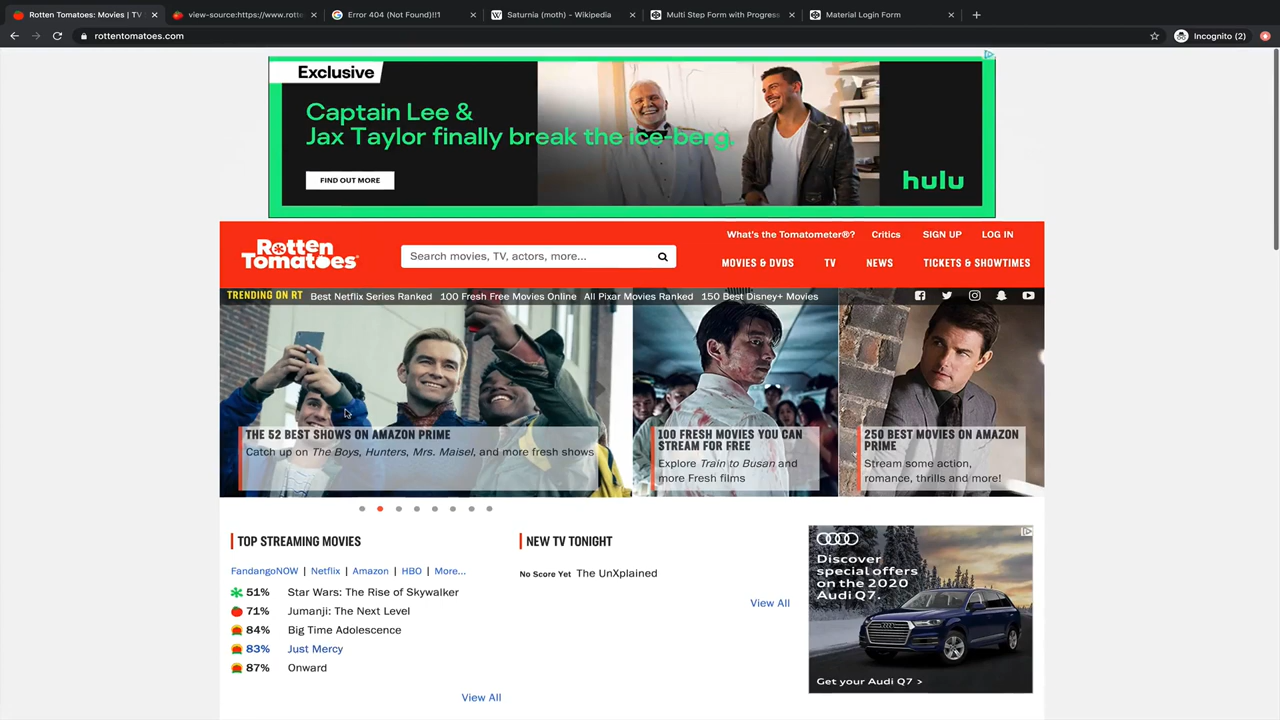 Rotten Tomatoes: Movies | TV
view-source:https://www.rotte
Error 404 (Not Found)!!1
Saturnia (moth) - Wikipedia
Multi Step Form with Progress
Material Login Form
rottentomatoes.com
Incognito (2)
Exclusive
Captain Lee &
Jax Taylor finally break the ice-berg.
FIND OUT MORE
hulu
What's the Tomatometer®?
Critics
SIGN UP
LOG IN
Rotten
Tomatoes
Search movies, TV, actors, more...
MOVIES & DVDS
TV
NEWS
TICKETS & SHOWTIMES
TRENDING ON RT
Best Netflix Series Ranked
100 Fresh Free Movies Online
All Pixar Movies Ranked
150 Best Disney+ Movies
THE 52 BEST SHOWS ON AMAZON PRIME
Catch up on The Boys, Hunters, Mrs. Maisel, and more fresh shows
100 FRESH MOVIES YOU CAN
STREAM FOR FREE
Explore Train to Busan and
more Fresh films
250 BEST MOVIES ON AMAZON
PRIME
Stream some action,
romance, thrills and more!
TOP STREAMING MOVIES
FandangoNOW | Netflix | Amazon | HBO | More...
51% Star Wars: The Rise of Skywalker
71% Jumanji: The Next Level
84% Big Time Adolescence
83% Just Mercy
87% Onward
View All
NEW TV TONIGHT
No Score Yet The UnXplained
View All
Discover
special offers
on the 2020
Audi Q7.
Get your Audi Q7 >